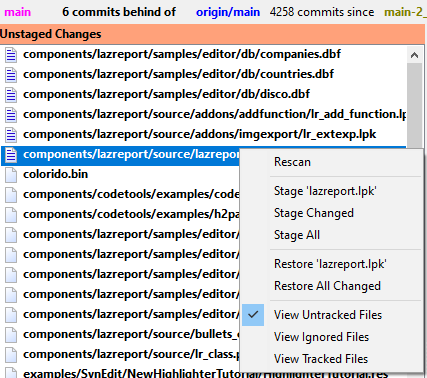 main 6 commits behind of origin/main 4258 commits since main-2_
Unstaged Changes
components/lazreport/samples/editor/db/companies.dbf
components/lazreport/samples/editor/db/countries.dbf
components/lazreport/samples/editor/db/disco.dbf
components/lazreport/source/addons/addfunction/lr_add_function.lpk
components/lazreport/source/addons/imgexport/lr_extexp.lpk
components/lazreport/source/lazrepor
colorido.bin
components/codetools/examples/code
components/codetools/examples/h2pa
components/lazreport/samples/editor
components/lazreport/samples/editor
components/lazreport/samples/editor
components/lazreport/samples/editor
components/lazreport/samples/editor
components/lazreport/source/bullets_
components/lazreport/source/lr_class.
examples/SynEdit/NewHighlighterTutorial/HighlighterTutorial.res
Rescan
Stage 'lazreport.lpk'
Stage Changed
Stage All
Restore 'lazreport.lpk'
Restore All Changed
View Untracked Files
View Ignored Files
View Tracked Files